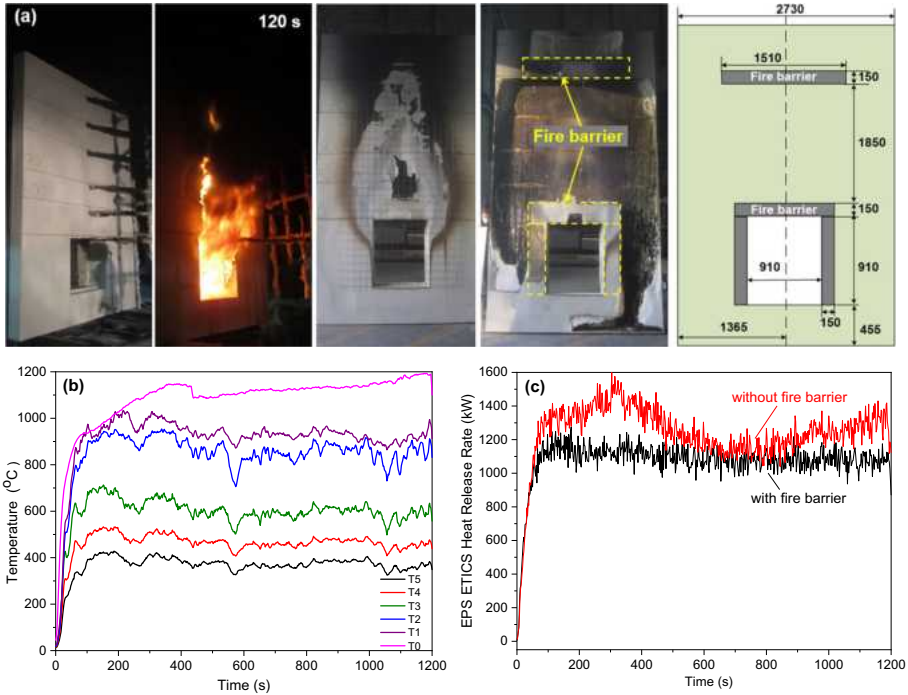 (a)
120 s
Fire barrier
2730
1510
Fire barrier
150
1850
Fire barrier
150
910
910
1365
150
455
(b)
Temperature (°C)
1200
1000
800
600
400
200
0
0 200 400 600 800 1000 1200
Time (s)
T5
T4
T3
T2
T1
T0
(c)
EPS ETICS Heat Release Rate (kW)
1600
1400
1200
1000
800
600
400
200
0
0 200 400 600 800 1000 1200
Time (s)
without fire barrier
with fire barrier